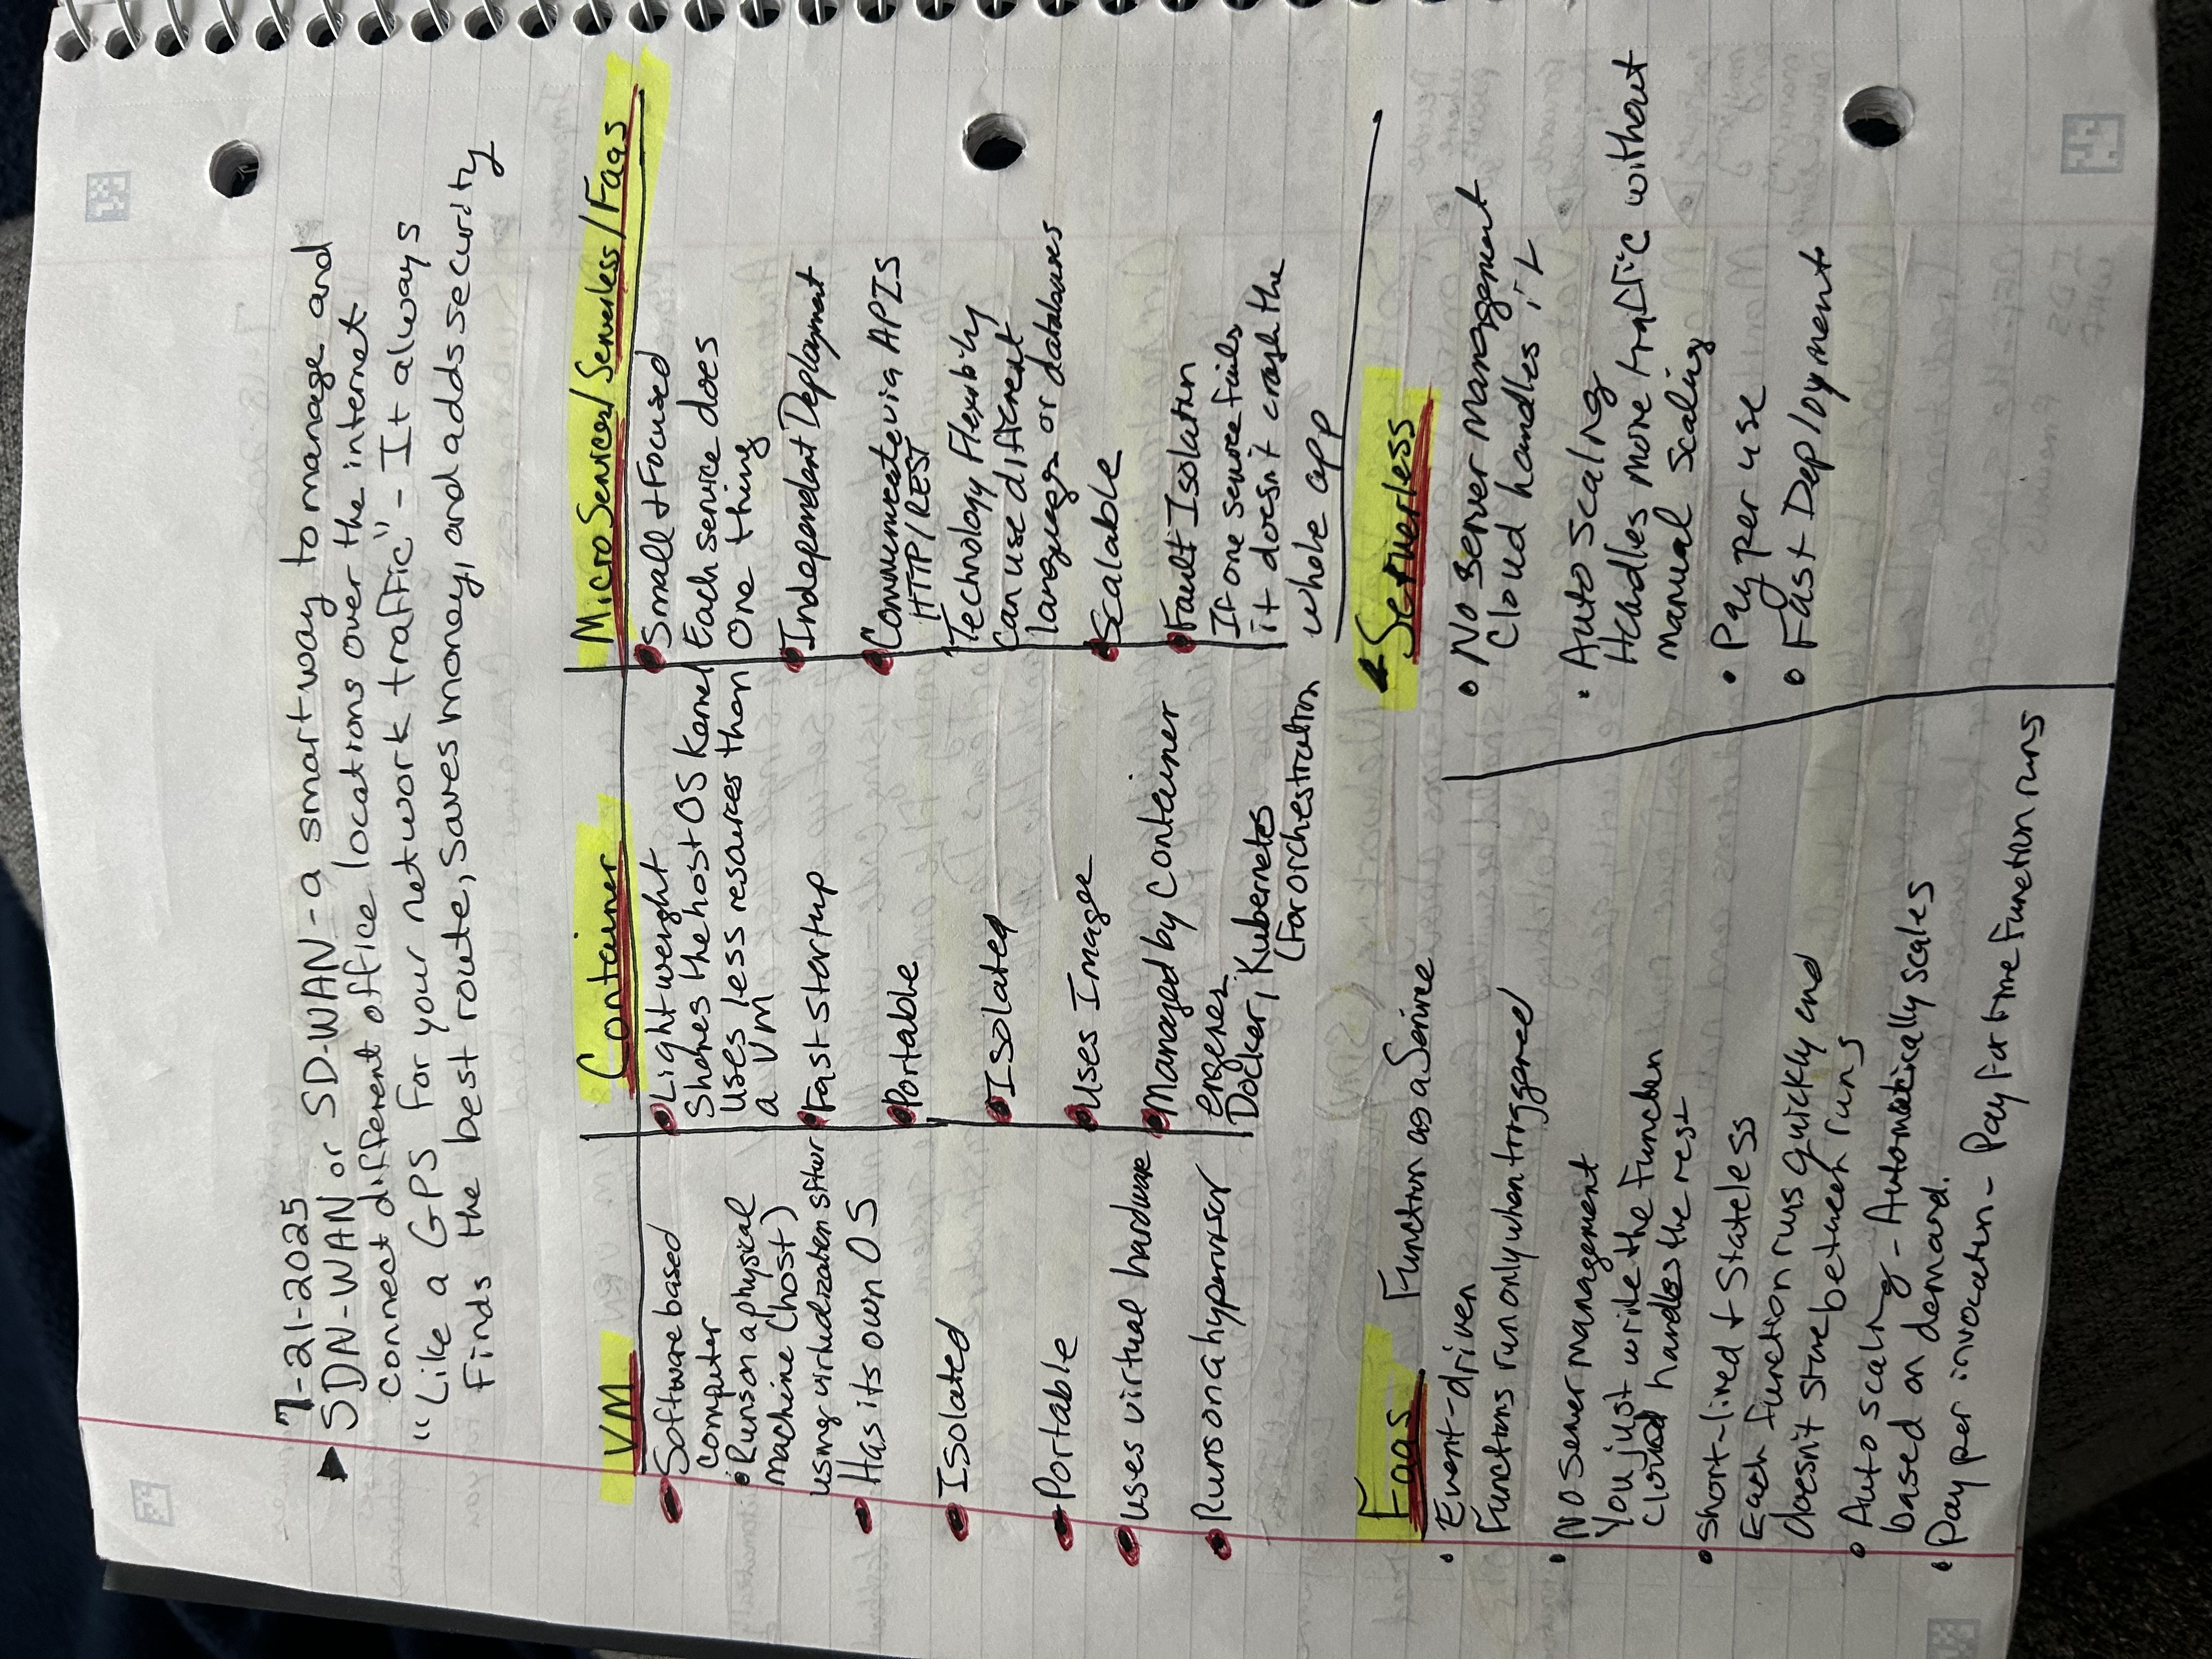 7-21-2025
SDN-WAN or SD-WAN - a smart way to manage and
connect different office locations over the internet
"Like a GPS for your network traffic" - It always
finds the best route, saves money, and adds security
VM
Software based
computer
Runs on a physical
machine (host)
using virtualization sftwr
Has its own OS
Isolated
Portable
uses virtual hardware
Runs on a hypervisor
Container
Lightweight
Shares the host OS Kernel
uses less resources than
a VM
Fast startup
Portable
Isolated
Uses Images
Managed by container
engines
Docker, Kubernetes
(For orchestration
Micro Services/Serverless/Faas
Small + Focused
Each service does
one thing
Independent Deployment
Communicate via APIS
HTTP/REST
Technology Flexibility
Can use different
languages or databases
Scalable
Fault Isolation
If one service fails
it doesn't crash the
whole app
Faas Function as a Service
Event-driven
Functions run only when triggered
No server management
You just write the function
cloud handles the rest
short-lived + Stateless
Each function runs quickly and
doesn't store between runs
Auto scaling - Automatically scales
based on demand.
Pay per invocation - Pay for time function runs
Serverless
No Server Management
Cloud handles it
Auto scaling
Handles more traffic without
manual scaling
Pay per use
Fast Deployment